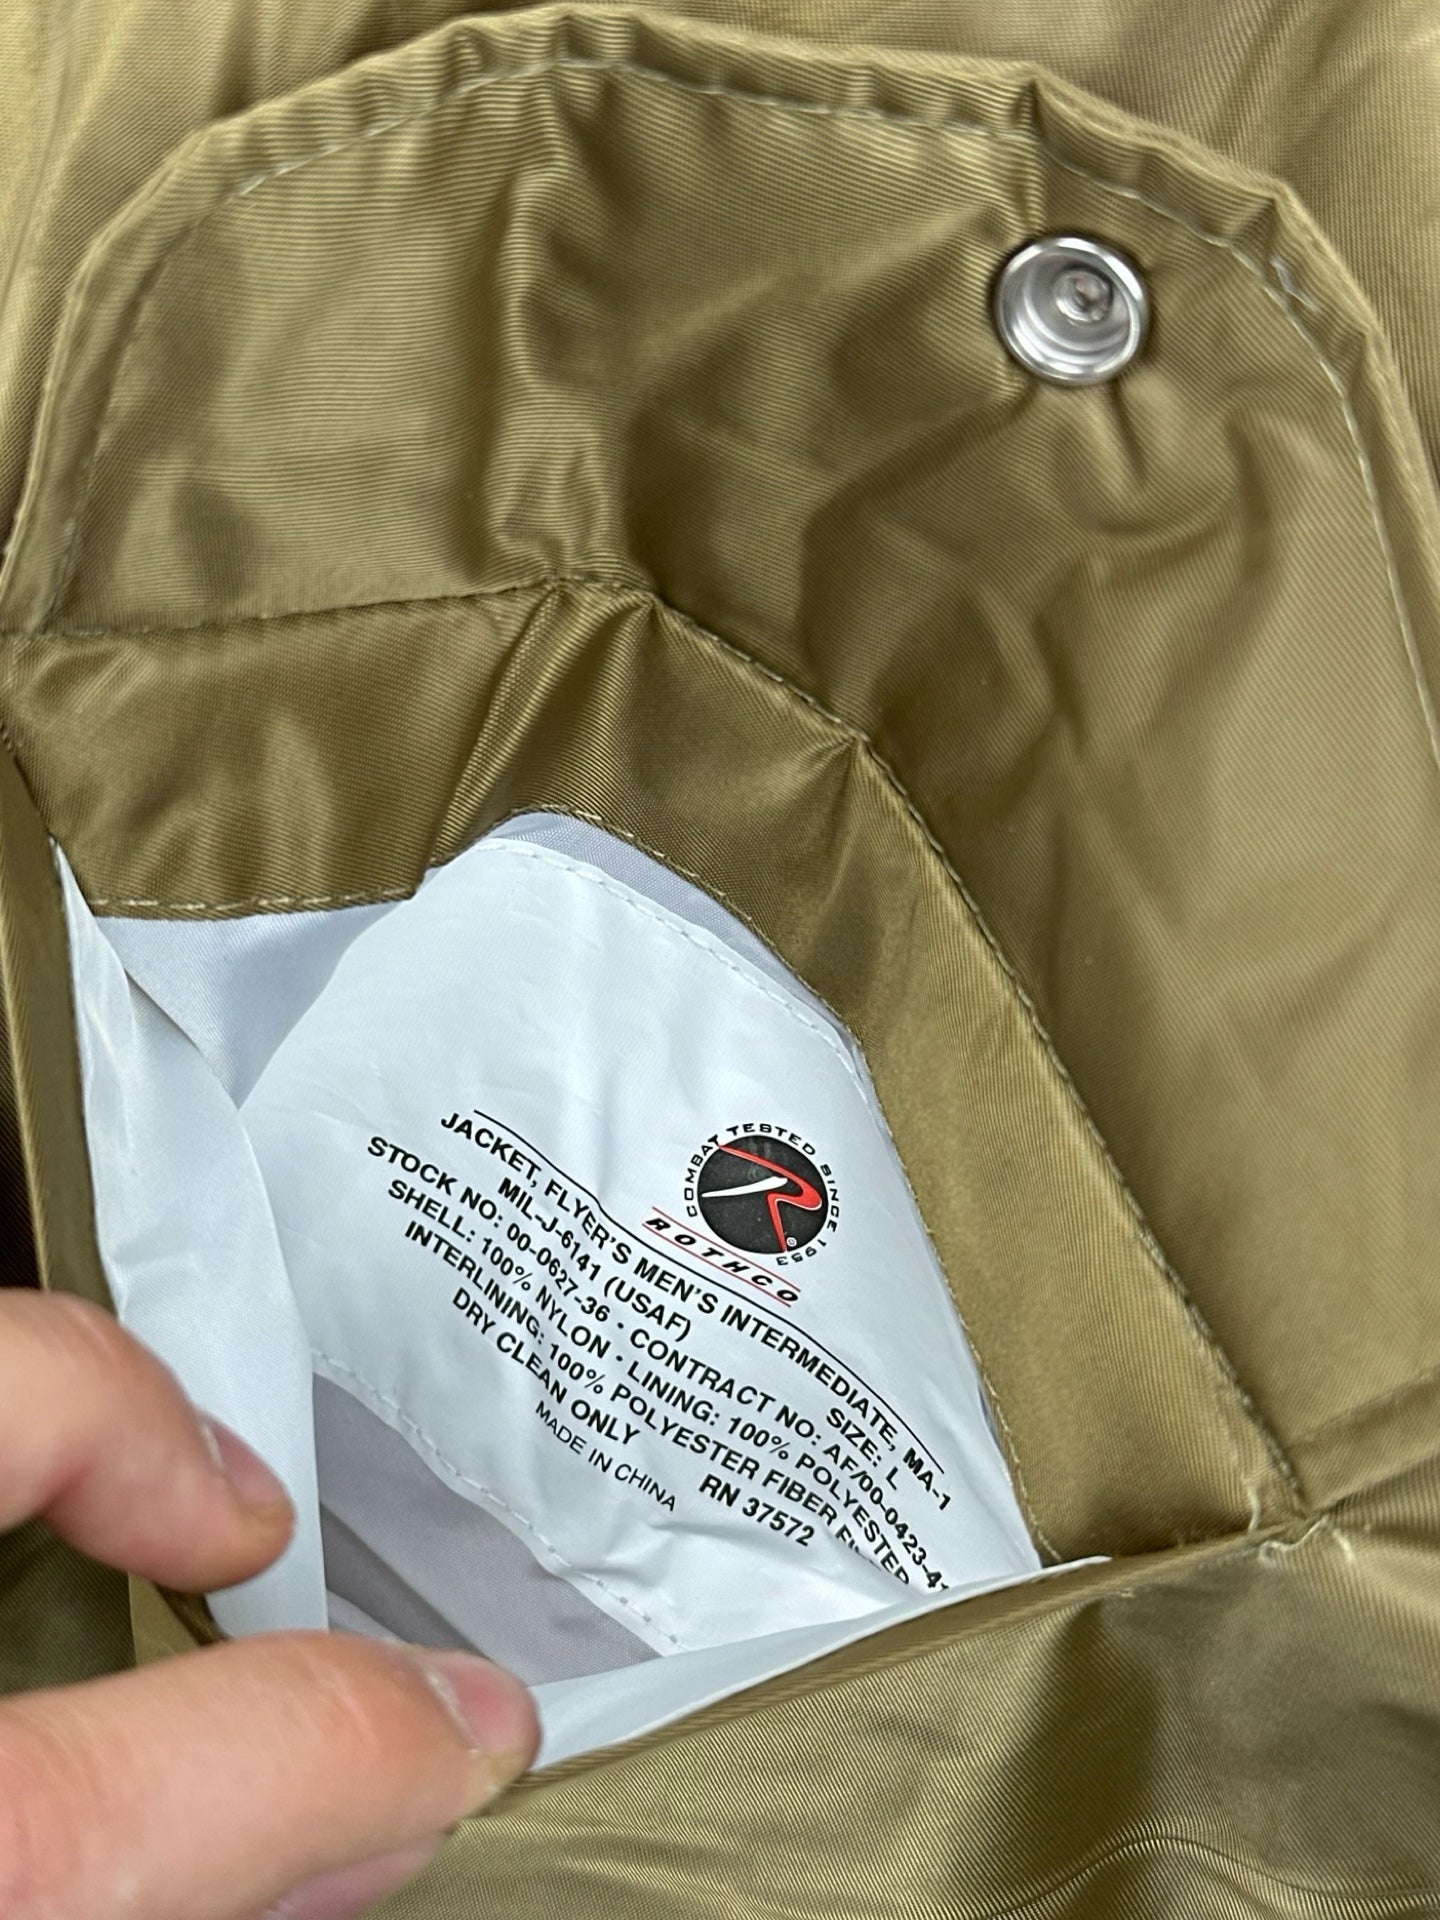 COMBAT TESTED SINCE 1953
R
®
ROTHCO
JACKET, FLYER'S MEN'S INTERMEDIATE, MA-1
MIL-J-6141 (USAF) SIZE: L
STOCK NO: 00-0627-36 • CONTRACT NO: AF/00-0423-41
SHELL: 100% NYLON • LINING: 100% POLYESTER
INTERLINING: 100% POLYESTER FIBER
DRY CLEAN ONLY RN 37572
MADE IN CHINA